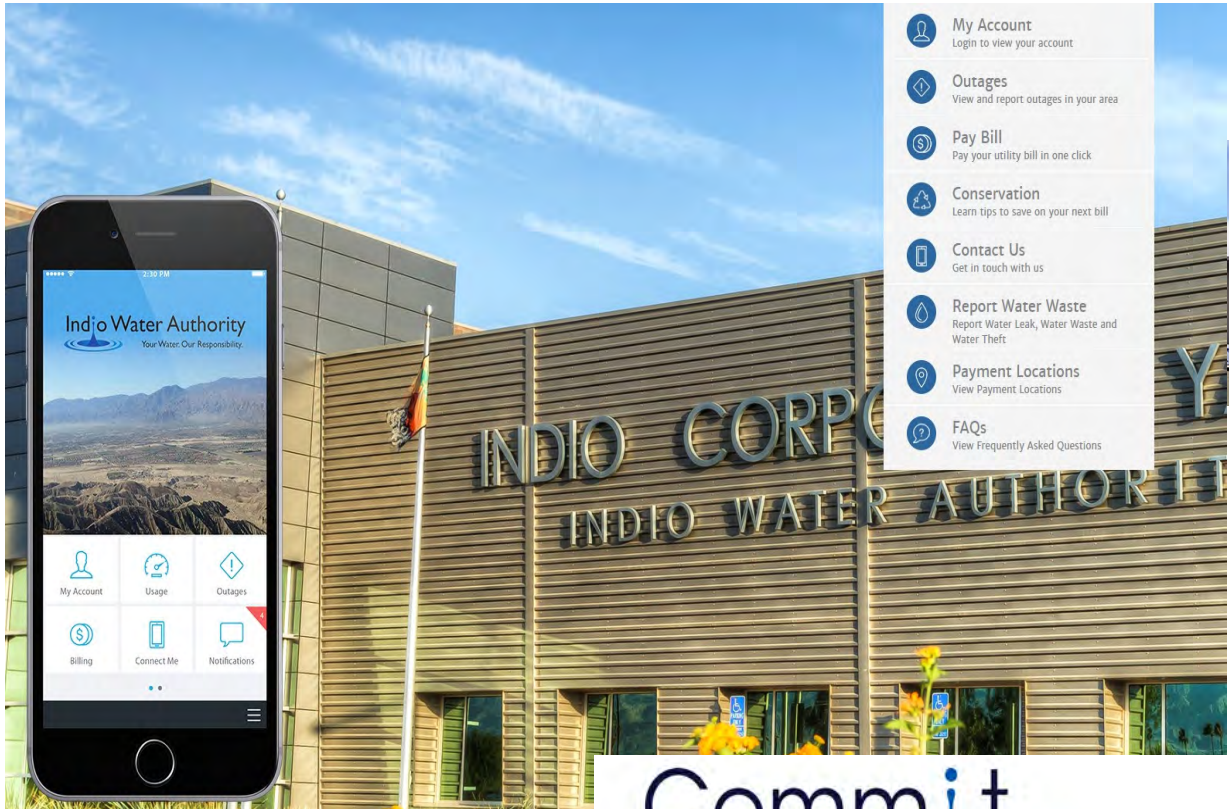 My Account
Login to view your account
Outages
View and report outages in your area
Pay Bill
Pay your utility bill in one click
Conservation
Learn tips to save on your next bill
Contact Us
Get in touch with us
Report Water Waste
Report Water Leak, Water Waste and
Water Theft
Payment Locations
View Payment Locations
FAQs
View Frequently Asked Questions
2:30 PM
Indio Water Authority
Your Water. Our Responsibility.
My Account
Usage
Outages
4
Billing
Connect Me
Notifications
INDIO CORPO Y
INDIO WATER AUTHORIT
Commit